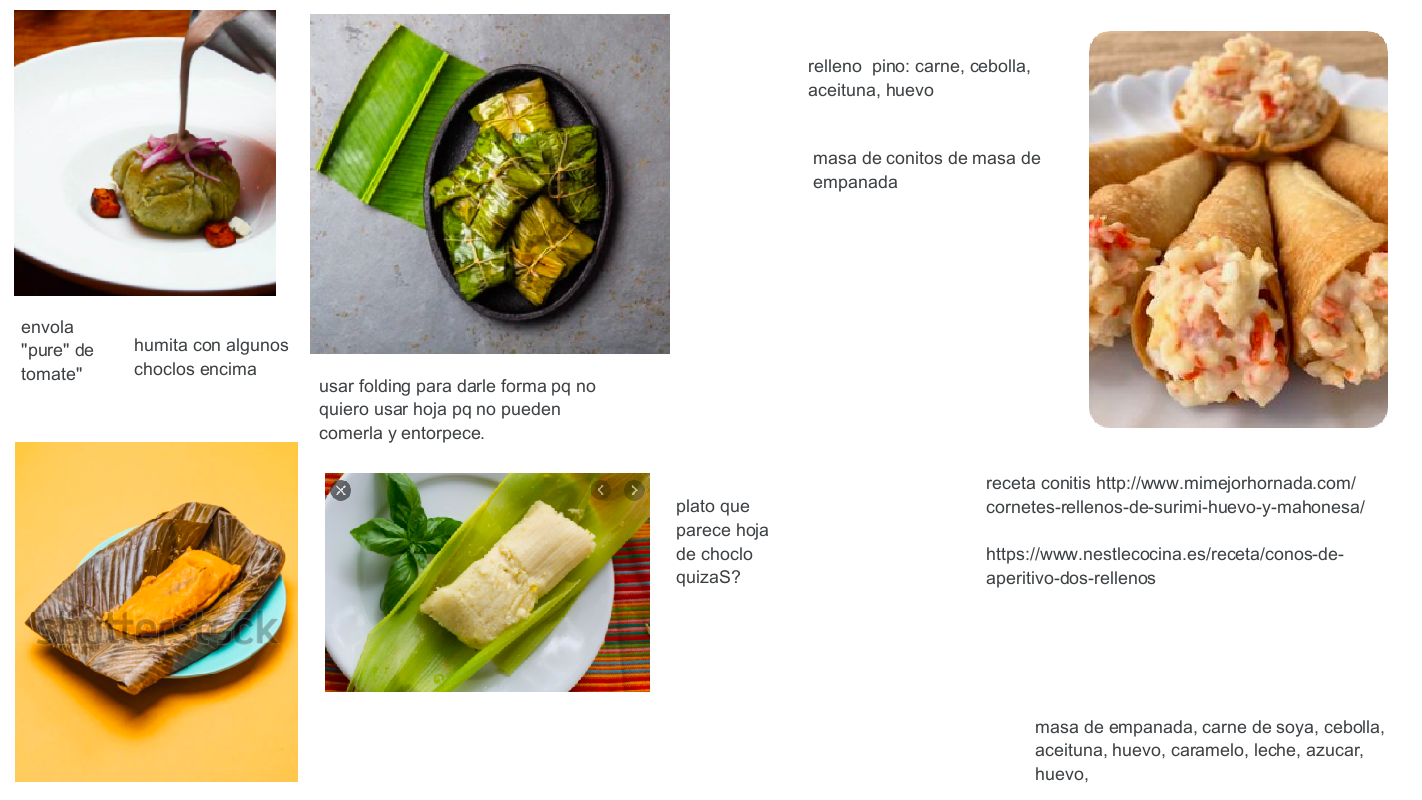 envola
"pure" de
tomate"
humita con algunos
choclos encima
usar folding para darle forma pq no
quiero usar hoja pq no pueden
comerla y entorpece.
shutterstock
plato que
parece hoja
de choclo
quizaS?
relleno  pino: carne, cebolla,
aceituna, huevo
masa de conitos de masa de
empanada
receta conitis http://www.mimejorhornada.com/
cornetes-rellenos-de-surimi-huevo-y-mahonesa/
https://www.nestlecocina.es/receta/conos-de-
aperitivo-dos-rellenos
masa de empanada, carne de soya, cebolla,
aceituna, huevo, caramelo, leche, azucar,
huevo,